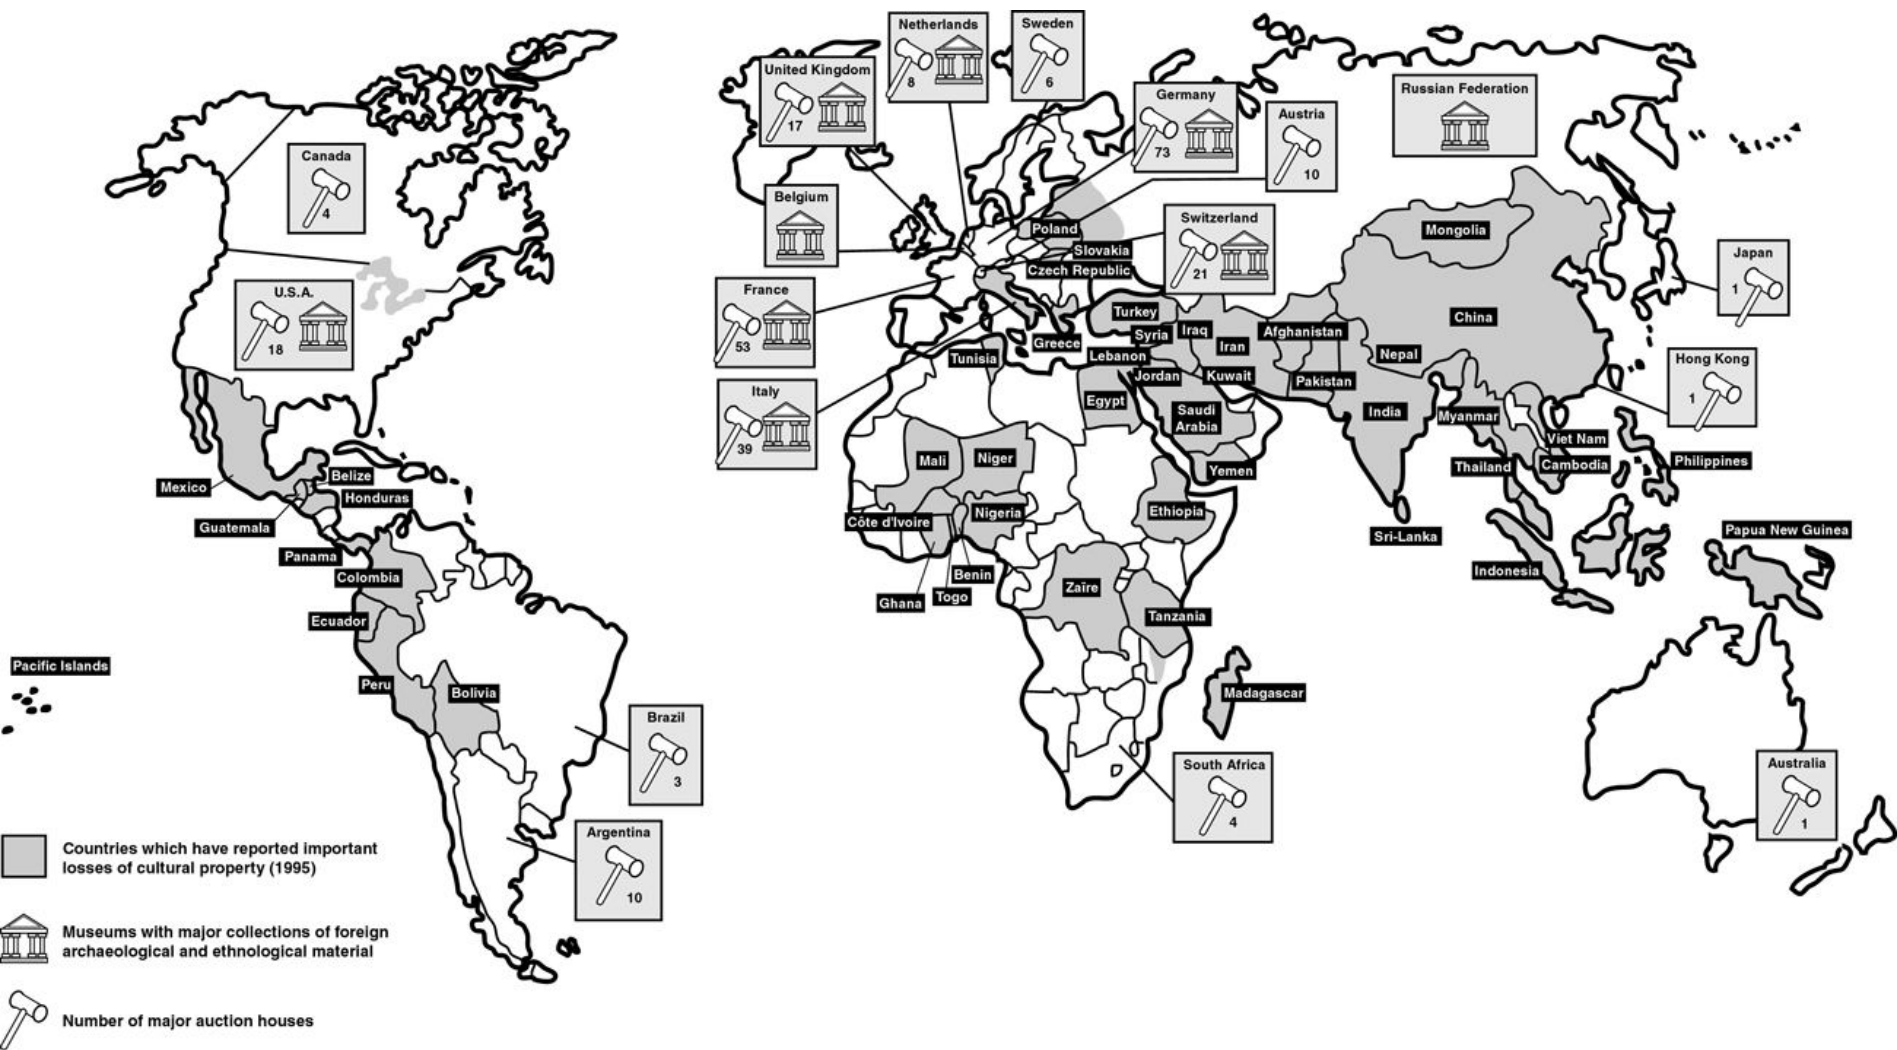 Netherlands
8
Sweden
6
United Kingdom
17
Germany
73
Austria
10
Russian Federation
Canada
4
Belgium
Switzerland
21
Poland
Slovakia
Czech Republic
Mongolia
Japan
1
U.S.A.
18
France
53
Turkey
China
Syria
Iraq
Iran
Afghanistan
Greece
Lebanon
Tunisia
Nepal
Hong Kong
1
Jordan
Kuwait
Pakistan
Italy
39
Egypt
Saudi
Arabia
India
Myanmar
Viet Nam
Mali
Niger
Yemen
Thailand
Cambodia
Philippines
Mexico
Belize
Honduras
Guatemala
Côte d'Ivoire
Nigeria
Ethiopia
Sri-Lanka
Papua New Guinea
Panama
Colombia
Indonesia
Benin
Zaïre
Togo
Ghana
Ecuador
Tanzania
Pacific Islands
Peru
Bolivia
Madagascar
Brazil
3
South Africa
4
Australia
1
Argentina
10
Countries which have reported important
losses of cultural property (1995)
Museums with major collections of foreign
archaeological and ethnological material
Number of major auction houses